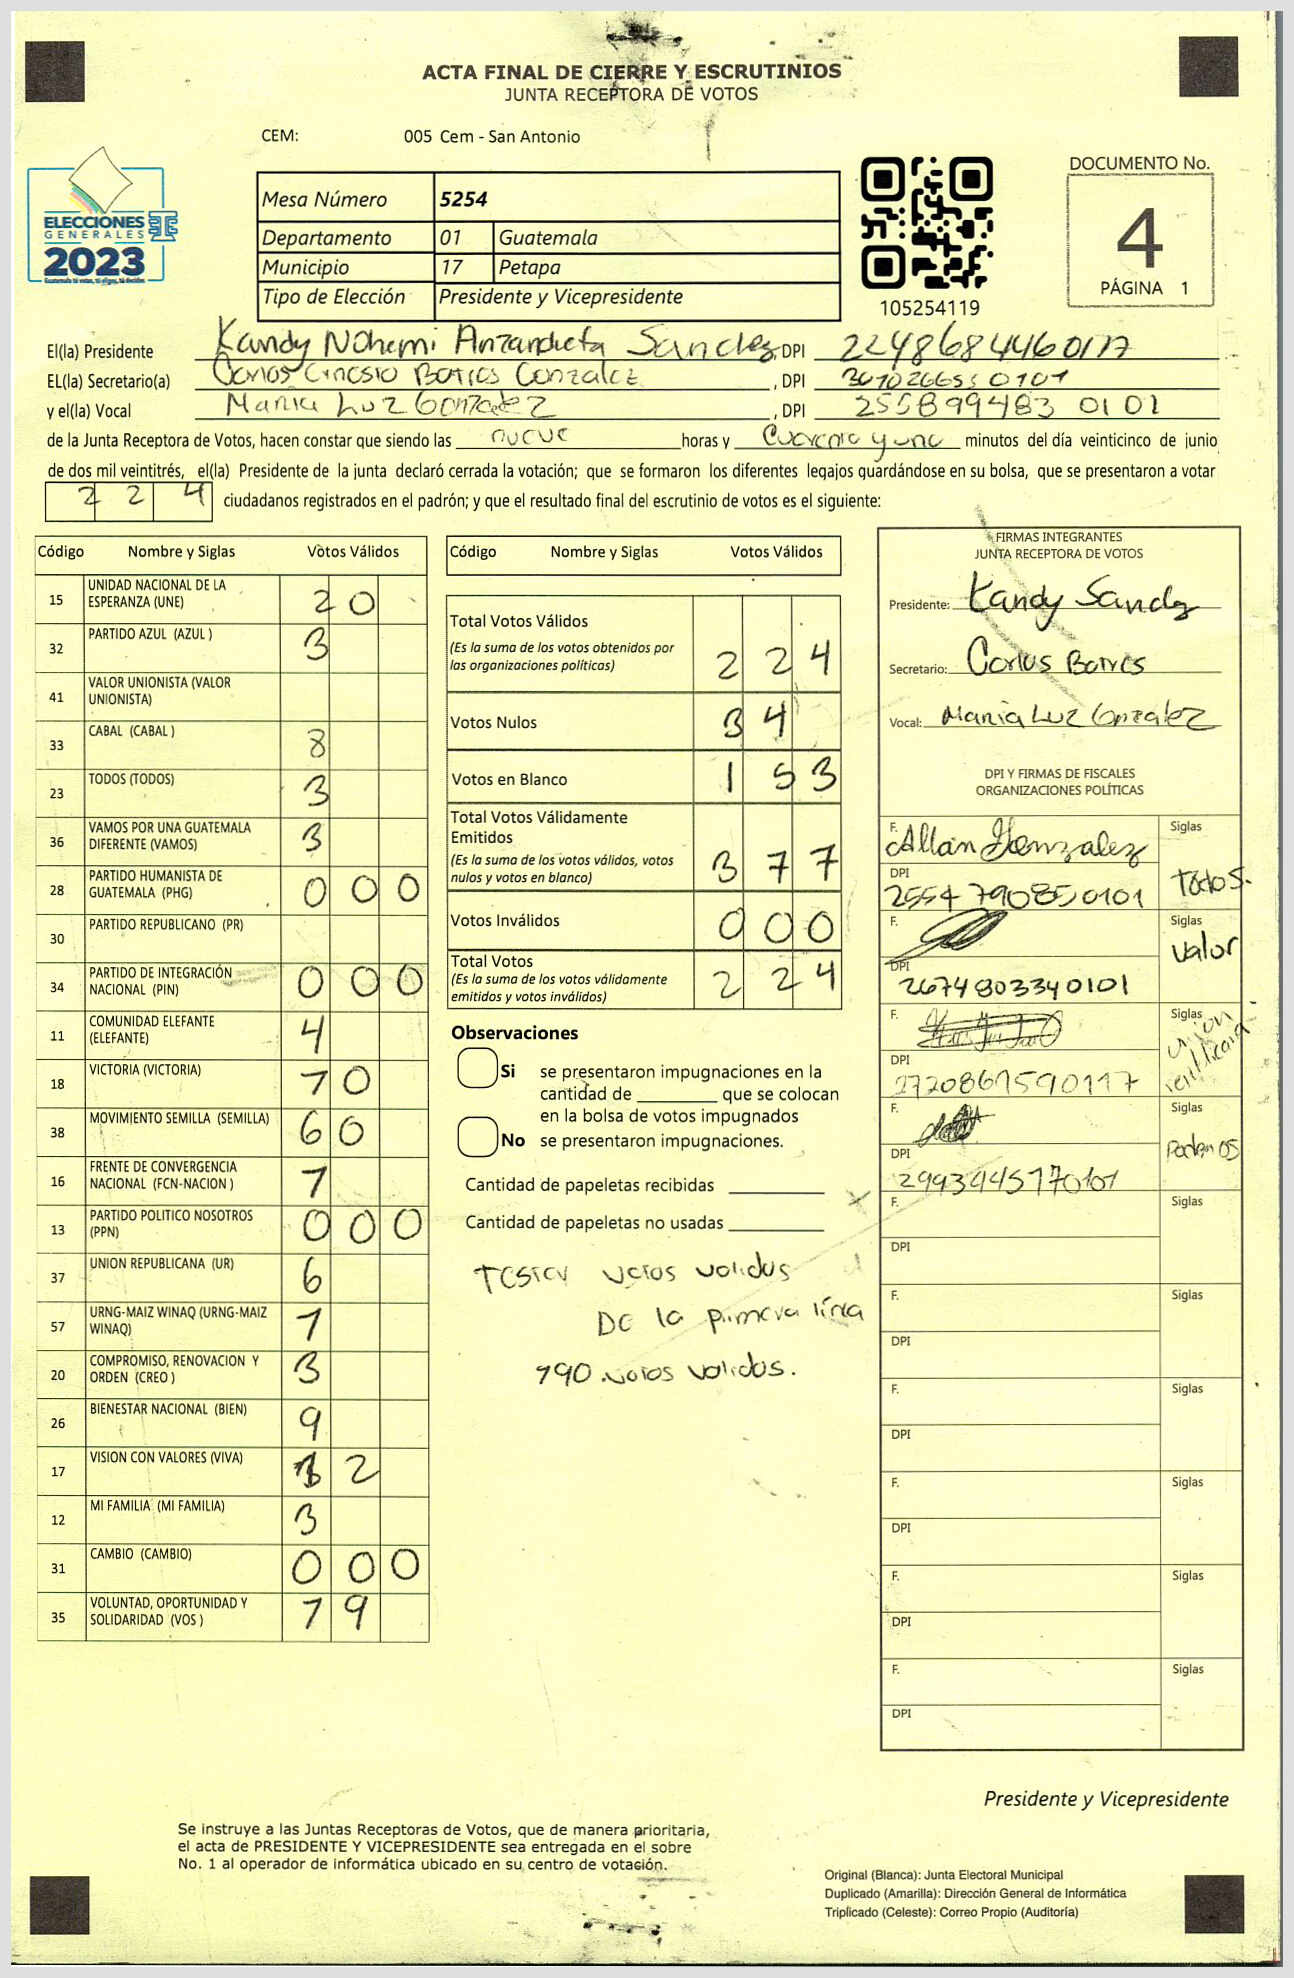 ACTA FINAL DE CIERRE Y ESCRUTINIOS
JUNTA RECEPTORA DE VOTOS
CEM: 005 Cem - San Antonio
ELECCIONES
GENERALES
2023
Mesa Número 5254
Departamento 01 Guatemala
Municipio 17 Petapa
Tipo de Elección Presidente y Vicepresidente
105254119
DOCUMENTO No.
4
PÁGINA 1
El(la) Presidente Kandy Nohemi Sandez, DPI 2248684460117
EL(la) Secretario(a) Carlos Batres Gonzalez, DPI
y el(la) Vocal Maria Luz Gonzalez, DPI 255899483 0101
de la Junta Receptora de Votos, hacen constar que siendo las nueve horas y Cuarenta y uno minutos del día veinticinco de junio
de dos mil veintitrés, el(la) Presidente de la junta declaró cerrada la votación; que se formaron los diferentes legajos guardándose en su bolsa, que se presentaron a votar
2 2 4 ciudadanos registrados en el padrón; y que el resultado final del escrutinio de votos es el siguiente:
Código Nombre y Siglas Votos Válidos
15 UNIDAD NACIONAL DE LA
ESPERANZA (UNE) 2 0
32 PARTIDO AZUL (AZUL ) 3
41 VALOR UNIONISTA (VALOR
UNIONISTA)
33 CABAL (CABAL ) 8
23 TODOS (TODOS) 3
36 VAMOS POR UNA GUATEMALA
DIFERENTE (VAMOS) 3
28 PARTIDO HUMANISTA DE
GUATEMALA (PHG) 0 0 0
30 PARTIDO REPUBLICANO (PR)
34 PARTIDO DE INTEGRACIÓN
NACIONAL (PIN) 0 0 0
11 COMUNIDAD ELEFANTE
(ELEFANTE) 4
18 VICTORIA (VICTORIA) 1 0
38 MOVIMIENTO SEMILLA (SEMILLA) 6 0
16 FRENTE DE CONVERGENCIA
NACIONAL (FCN-NACION ) 1
13 PARTIDO POLITICO NOSOTROS
(PPN) 0 0 0
37 UNION REPUBLICANA (UR) 6
57 URNG-MAIZ WINAQ (URNG-MAIZ
WINAQ) 1
20 COMPROMISO, RENOVACION Y
ORDEN (CREO ) 3
26 BIENESTAR NACIONAL (BIEN) 9
17 VISION CON VALORES (VIVA) 2
12 MI FAMILIA (MI FAMILIA) 3
31 CAMBIO (CAMBIO) 0 0 0
35 VOLUNTAD, OPORTUNIDAD Y
SOLIDARIDAD (VOS ) 1 9
Código Nombre y Siglas Votos Válidos
Total Votos Válidos
(Es la suma de los votos obtenidos por
las organizaciones políticas) 2 2 4
Votos Nulos 3 4
Votos en Blanco 1 5 3
Total Votos Válidamente
Emitidos
(Es la suma de los votos válidos, votos
nulos y votos en blanco) 3 7 7
Votos Inválidos 0 0 0
Total Votos
(Es la suma de los votos válidamente
emitidos y votos inválidos) 2 2 4
Observaciones
Si se presentaron impugnaciones en la
cantidad de ________ que se colocan
en la bolsa de votos impugnados
No se presentaron impugnaciones.
Cantidad de papeletas recibidas
Cantidad de papeletas no usadas
votos validos
De la primera línea
190 votos validos.
FIRMAS INTEGRANTES
JUNTA RECEPTORA DE VOTOS
Presidente: Kandy Sandez
Secretario: Carlos Batres
Vocal: Maria Luz Gonzalez
DPI Y FIRMAS DE FISCALES
ORGANIZACIONES POLÍTICAS
F. Allan Gonzalez Siglas
Todos.
DPI
2554790850101
F. Siglas
Valor
DPI
2674803340101
F. Siglas
union
DPI
2720861590117
F. Siglas
Podemos
DPI
2993445170101
F. Siglas
DPI
F. Siglas
DPI
F. Siglas
DPI
F. Siglas
DPI
F. Siglas
DPI
F. Siglas
DPI
Presidente y Vicepresidente
Se instruye a las Juntas Receptoras de Votos, que de manera prioritaria,
el acta de PRESIDENTE Y VICEPRESIDENTE sea entregada en el sobre
No. 1 al operador de informática ubicado en su centro de votación.
Original (Blanca): Junta Electoral Municipal
Duplicado (Amarilla): Dirección General de Informática
Triplicado (Celeste): Correo Propio (Auditoría)